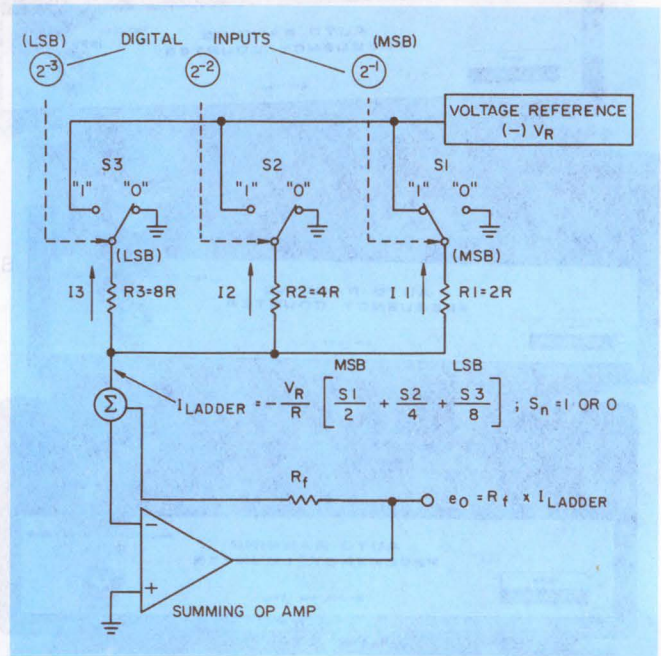 (LSB) DIGITAL INPUTS (MSB)
2⁻³ 2⁻² 2⁻¹
VOLTAGE REFERENCE
(−) V_R
S3 S2 S1
"1" "0" "1" "0" "1" "0"
(LSB) (MSB)
I3 R3=8R I2 R2=4R I1 R1=2R
MSB LSB
Σ I_LADDER = − V_R/R [ S1/2 + S2/4 + S3/8 ] ; S_n = 1 OR 0
R_f
e_O = R_f x I_LADDER
−
+
SUMMING OP AMP